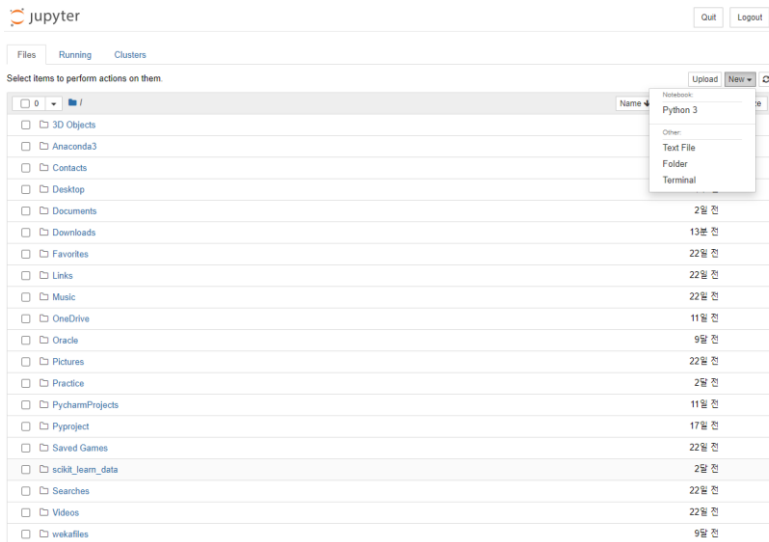 jupyter
Quit Logout
Files Running Clusters
Select items to perform actions on them.
Upload New
0 /
Name
Notebook:
Python 3
Other:
Text File
Folder
Terminal
3D Objects
Anaconda3
Contacts
Desktop
Documents 2일 전
Downloads 13분 전
Favorites 22일 전
Links 22일 전
Music 22일 전
OneDrive 11일 전
Oracle 9달 전
Pictures 22일 전
Practice 2달 전
PycharmProjects 11일 전
Pyproject 17일 전
Saved Games 22일 전
scikit_learn_data 2달 전
Searches 22일 전
Videos 22일 전
wekafiles 9달 전